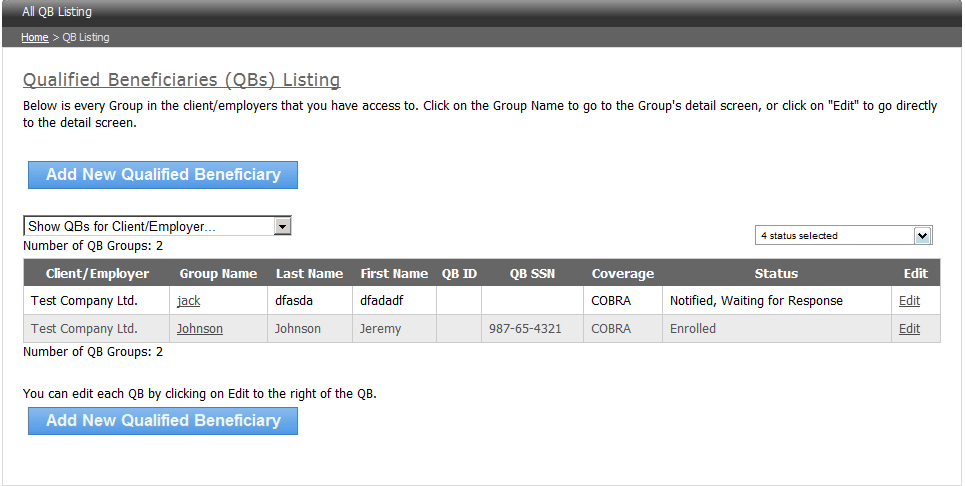 All QB Listing
Home > QB Listing
Qualified Beneficiaries (QBs) Listing
Below is every Group in the client/employers that you have access to. Click on the Group Name to go to the Group's detail screen, or click on "Edit" to go directly
to the detail screen.
Add New Qualified Beneficiary
Show QBs for Client/Employer...
Number of QB Groups: 2
4 status selected
Client/Employer Group Name Last Name First Name QB ID QB SSN Coverage Status Edit
Test Company Ltd. jack dfasda dfadadf COBRA Notified, Waiting for Response Edit
Test Company Ltd. Johnson Johnson Jeremy 987-65-4321 COBRA Enrolled Edit
Number of QB Groups: 2
You can edit each QB by clicking on Edit to the right of the QB.
Add New Qualified Beneficiary